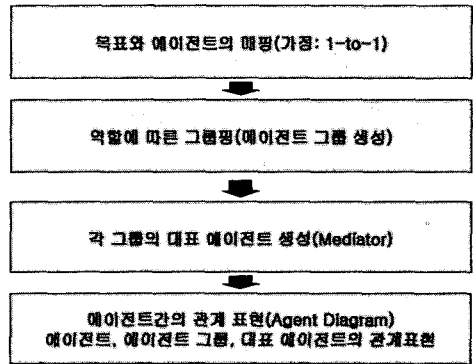 목표와 에이전트의 매핑(가정: 1-to-1)
역할에 따른 그룹핑(에이전트 그룹 생성)
각 그룹의 대표 에이전트 생성(Mediator)
에이전트간의 관계 표현(Agent Diagram)
에이전트, 에이전트 그룹, 대표 에이전트의 관계표현